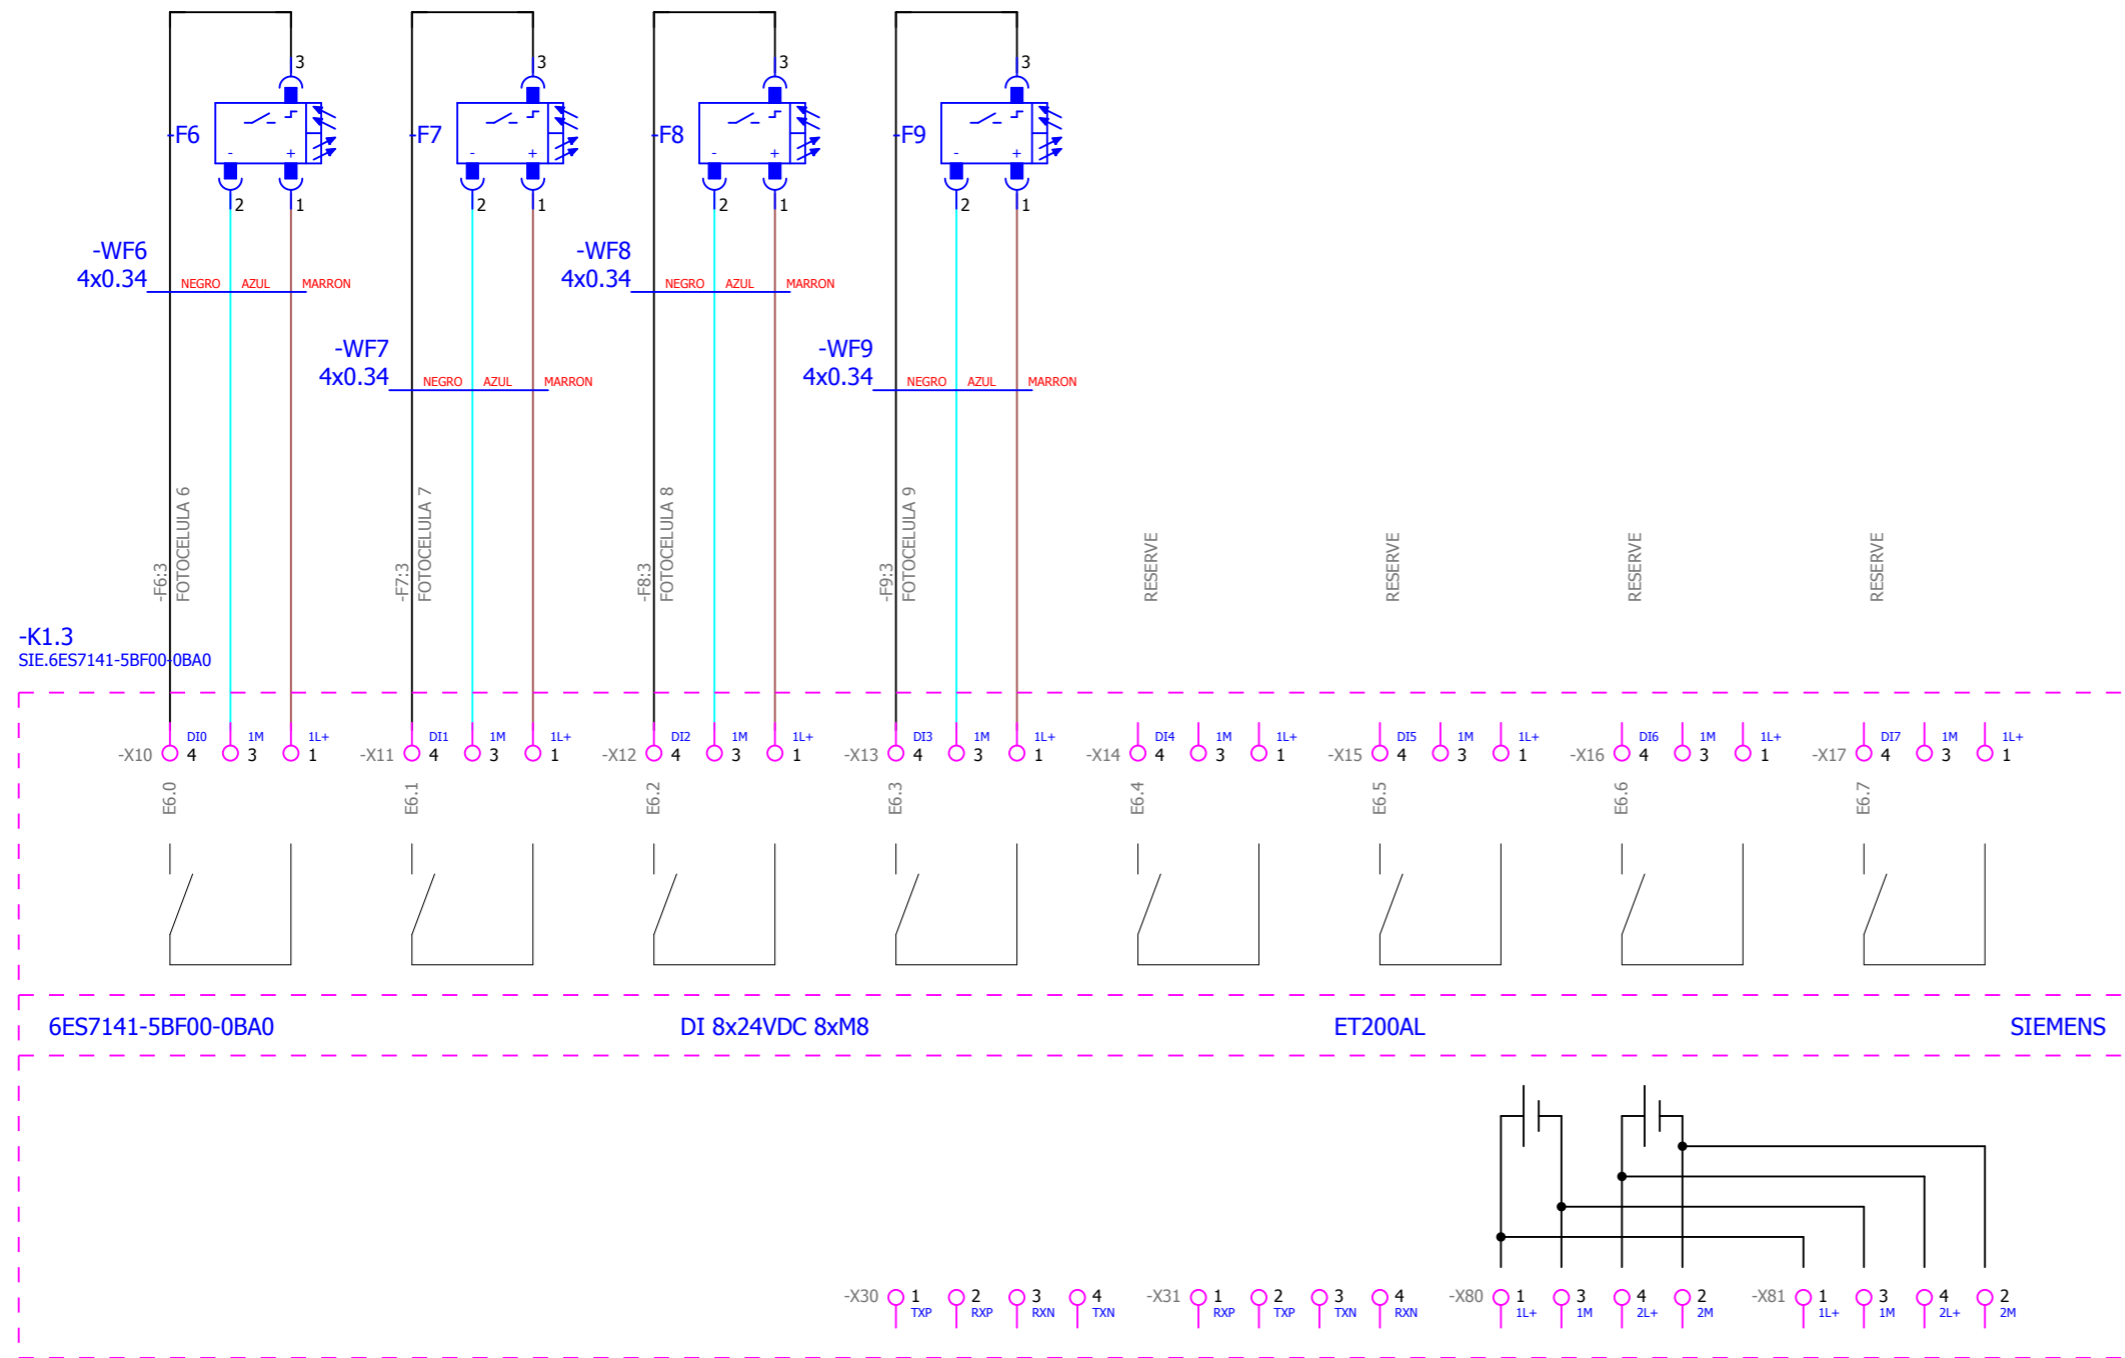 3 3 3 3
-F6 -F7 -F8 -F9
- + - + - + - +
2 1 2 1 2 1 2 1
-WF6 -WF8
4x0.34 NEGRO AZUL MARRON 4x0.34 NEGRO AZUL MARRON
-WF7 -WF9
4x0.34 NEGRO AZUL MARRON 4x0.34 NEGRO AZUL MARRON
-F6:3
FOTOCELULA 6
-F7:3
FOTOCELULA 7
-F8:3
FOTOCELULA 8
-F9:3
FOTOCELULA 9
RESERVE
RESERVE
RESERVE
RESERVE
-K1.3
SIE.6ES7141-5BF00-0BA0
DI0 1M 1L+ DI1 1M 1L+ DI2 1M 1L+ DI3 1M 1L+ DI4 1M 1L+ DI5 1M 1L+ DI6 1M 1L+ DI7 1M 1L+
-X10 4 3 1 -X11 4 3 1 -X12 4 3 1 -X13 4 3 1 -X14 4 3 1 -X15 4 3 1 -X16 4 3 1 -X17 4 3 1
E6.0 E6.1 E6.2 E6.3 E6.4 E6.5 E6.6 E6.7
6ES7141-5BF00-0BA0 DI 8x24VDC 8xM8 ET200AL SIEMENS
-X30 1 2 3 4 -X31 1 2 3 4 -X80 1 3 4 2 -X81 1 3 4 2
TXP RXP RXN TXN RXP TXP TXN RXN 1L+ 1M 2L+ 2M 1L+ 1M 2L+ 2M